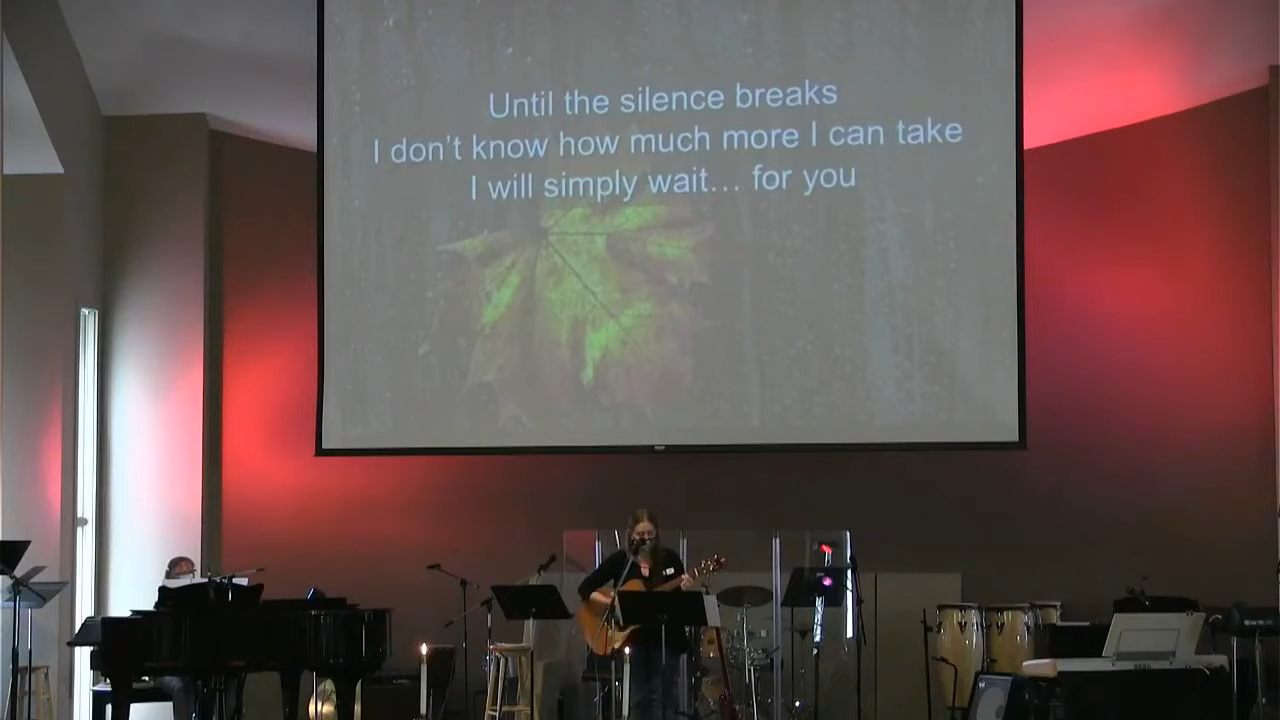 Until the silence breaks
I don't know how much more I can take
I will simply wait... for you